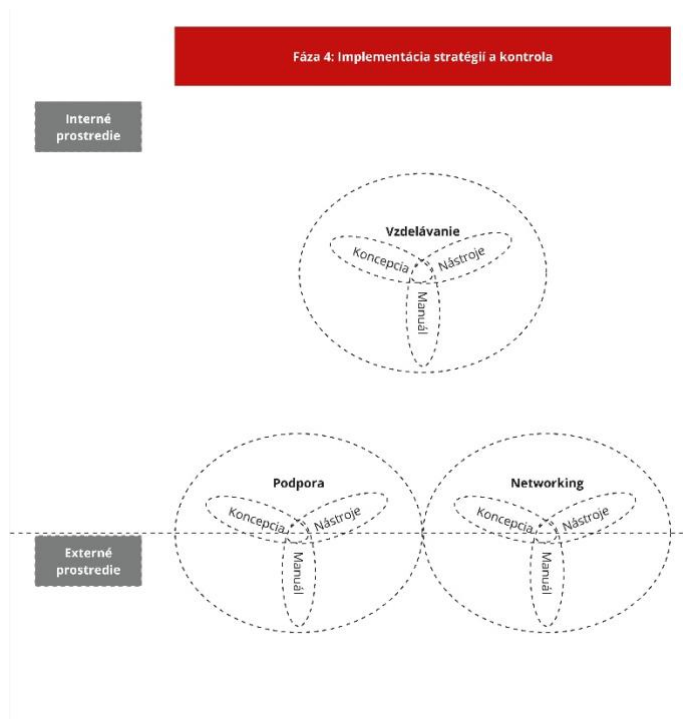 Fáza 4: Implementácia stratégií a kontrola
Interné
prostredie
Vzdelávanie
Koncepcia
Nástroje
Manuál
Podpora
Koncepcia
Nástroje
Manuál
Networking
Koncepcia
Nástroje
Manuál
Externé
prostredie